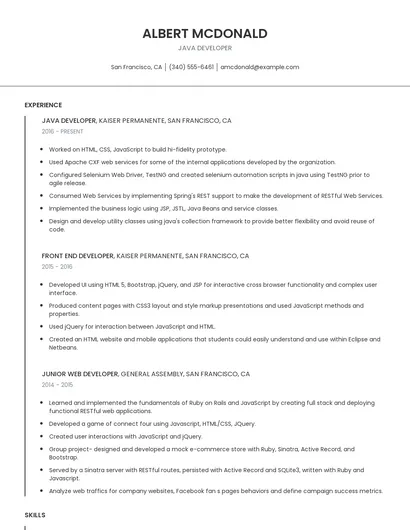 ALBERT MCDONALD
JAVA DEVELOPER
San Francisco, CA | (340) 555-6461 | amcdonald@example.com
EXPERIENCE
JAVA DEVELOPER, KAISER PERMANENTE, SAN FRANCISCO, CA
2016 - PRESENT
• Worked on HTML, CSS, JavaScript to build hi-fidelity prototype.
• Used Apache CXF web services for some of the internal applications developed by the organization.
• Configured Selenium Web Driver, TestNG and created selenium automation scripts in java using TestNG prior to
agile release.
• Consumed Web Services by implementing Spring's REST support to make the development of RESTful Web Services.
• Implemented the business logic using JSP, JSTL, Java Beans and service classes.
• Design and develop utility classes using java's collection framework to provide better flexibility and avoid reuse of
code.
FRONT END DEVELOPER, KAISER PERMANENTE, SAN FRANCISCO, CA
2015 - 2016
• Developed UI using HTML 5, Bootstrap, jQuery, and JSP for interactive cross browser functionality and complex user
interface.
• Produced content pages with CSS3 layout and style markup presentations and used JavaScript methods and
properties.
• Used jQuery for interaction between JavaScript and HTML.
• Created an HTML website and mobile applications that students could easily understand and use within Eclipse and
Netbeans.
JUNIOR WEB DEVELOPER, GENERAL ASSEMBLY, SAN FRANCISCO, CA
2014 - 2015
• Learned and implemented the fundamentals of Ruby on Rails and JavaScript by creating full stack and deploying
functional RESTful web applications.
• Developed a game of connect four using Javascript, HTML/CSS, JQuery.
• Created user interactions with JavaScript and jQuery.
• Group project- designed and developed a mock e-commerce store with Ruby, Sinatra, Active Record, and
Bootstrap.
• Served by a Sinatra server with RESTful routes, persisted with Active Record and SQLite3, written with Ruby and
Javascript.
• Analyze web traffics for company websites, Facebook fan s pages behaviors and define campaign success metrics.
SKILLS